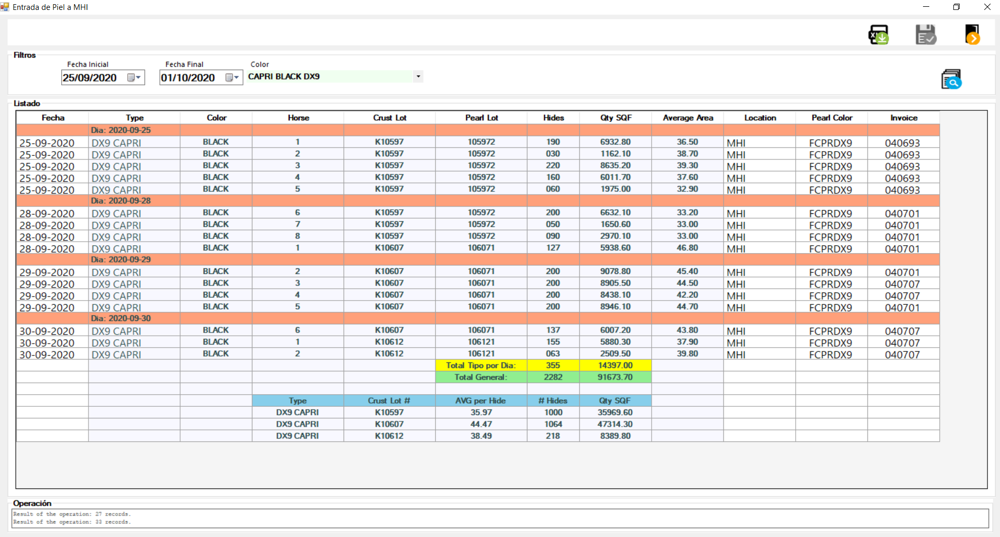 Entrada de Piel a MHI
Filtros
Fecha Inicial Fecha Final Color
25/09/2020 01/10/2020 CAPRI BLACK DX9
Listado
Fecha Type Color Horse Crust Lot Pearl Lot Hides Qty SQF Average Area Location Pearl Color Invoice
Dia: 2020-09-25
25-09-2020 DX9 CAPRI BLACK 1 K10597 105972 190 6932.80 36.50 MHI FCPRDX9 040693
25-09-2020 DX9 CAPRI BLACK 2 K10597 105972 030 1162.10 38.70 MHI FCPRDX9 040693
25-09-2020 DX9 CAPRI BLACK 3 K10597 105972 220 8635.20 39.30 MHI FCPRDX9 040693
25-09-2020 DX9 CAPRI BLACK 4 K10597 105972 160 6011.70 37.60 MHI FCPRDX9 040693
25-09-2020 DX9 CAPRI BLACK 5 K10597 105972 060 1975.00 32.90 MHI FCPRDX9 040693
Dia: 2020-09-28
28-09-2020 DX9 CAPRI BLACK 6 K10597 105972 200 6632.10 33.20 MHI FCPRDX9 040701
28-09-2020 DX9 CAPRI BLACK 7 K10597 105972 050 1650.60 33.00 MHI FCPRDX9 040701
28-09-2020 DX9 CAPRI BLACK 8 K10597 105972 090 2970.10 33.00 MHI FCPRDX9 040701
28-09-2020 DX9 CAPRI BLACK 1 K10607 106071 127 5938.60 46.80 MHI FCPRDX9 040701
Dia: 2020-09-29
29-09-2020 DX9 CAPRI BLACK 2 K10607 106071 200 9078.80 45.40 MHI FCPRDX9 040701
29-09-2020 DX9 CAPRI BLACK 3 K10607 106071 200 8905.50 44.50 MHI FCPRDX9 040707
29-09-2020 DX9 CAPRI BLACK 4 K10607 106071 200 8438.10 42.20 MHI FCPRDX9 040707
29-09-2020 DX9 CAPRI BLACK 5 K10607 106071 200 8946.10 44.70 MHI FCPRDX9 040701
Dia: 2020-09-30
30-09-2020 DX9 CAPRI BLACK 6 K10607 106071 137 6007.20 43.80 MHI FCPRDX9 040707
30-09-2020 DX9 CAPRI BLACK 1 K10612 106121 155 5880.30 37.90 MHI FCPRDX9 040707
30-09-2020 DX9 CAPRI BLACK 2 K10612 106121 063 2509.50 39.80 MHI FCPRDX9 040707
Total Tipo por Dia: 355 14397.00
Total General: 2282 91673.70
Type Crust Lot # AVG per Hide # Hides Qty SQF
DX9 CAPRI K10597 35.97 1000 35969.60
DX9 CAPRI K10607 44.47 1064 47314.30
DX9 CAPRI K10612 38.49 218 8389.80
Operación
Result of the operation: 27 records.
Result of the operation: 33 records.